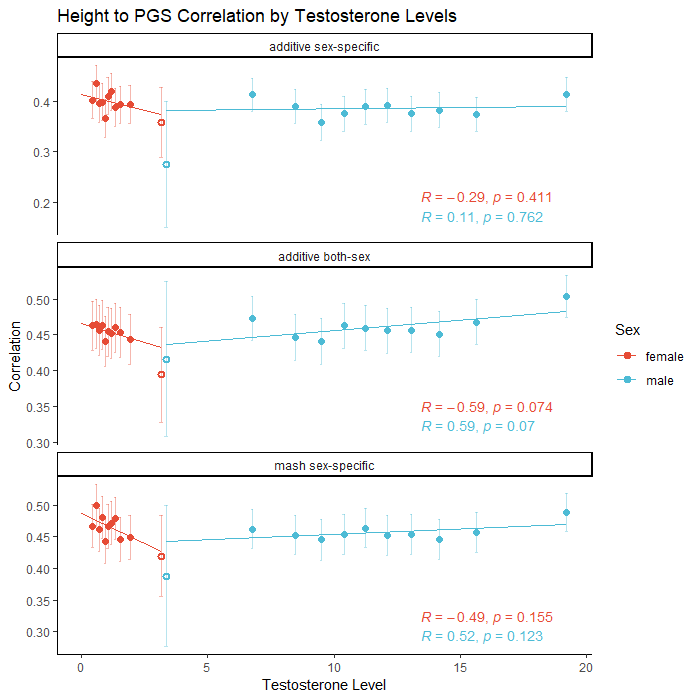 Height to PGS Correlation by Testosterone Levels
additive sex-specific
0.4
0.3
0.2
R = −0.29, p = 0.411
R = 0.11, p = 0.762
additive both-sex
0.50
0.45
0.40
0.35
0.30
R = −0.59, p = 0.074
R = 0.59, p = 0.07
Correlation
Sex
female
male
mash sex-specific
0.50
0.45
0.40
0.35
0.30
R = −0.49, p = 0.155
R = 0.52, p = 0.123
0 5 10 15 20
Testosterone Level